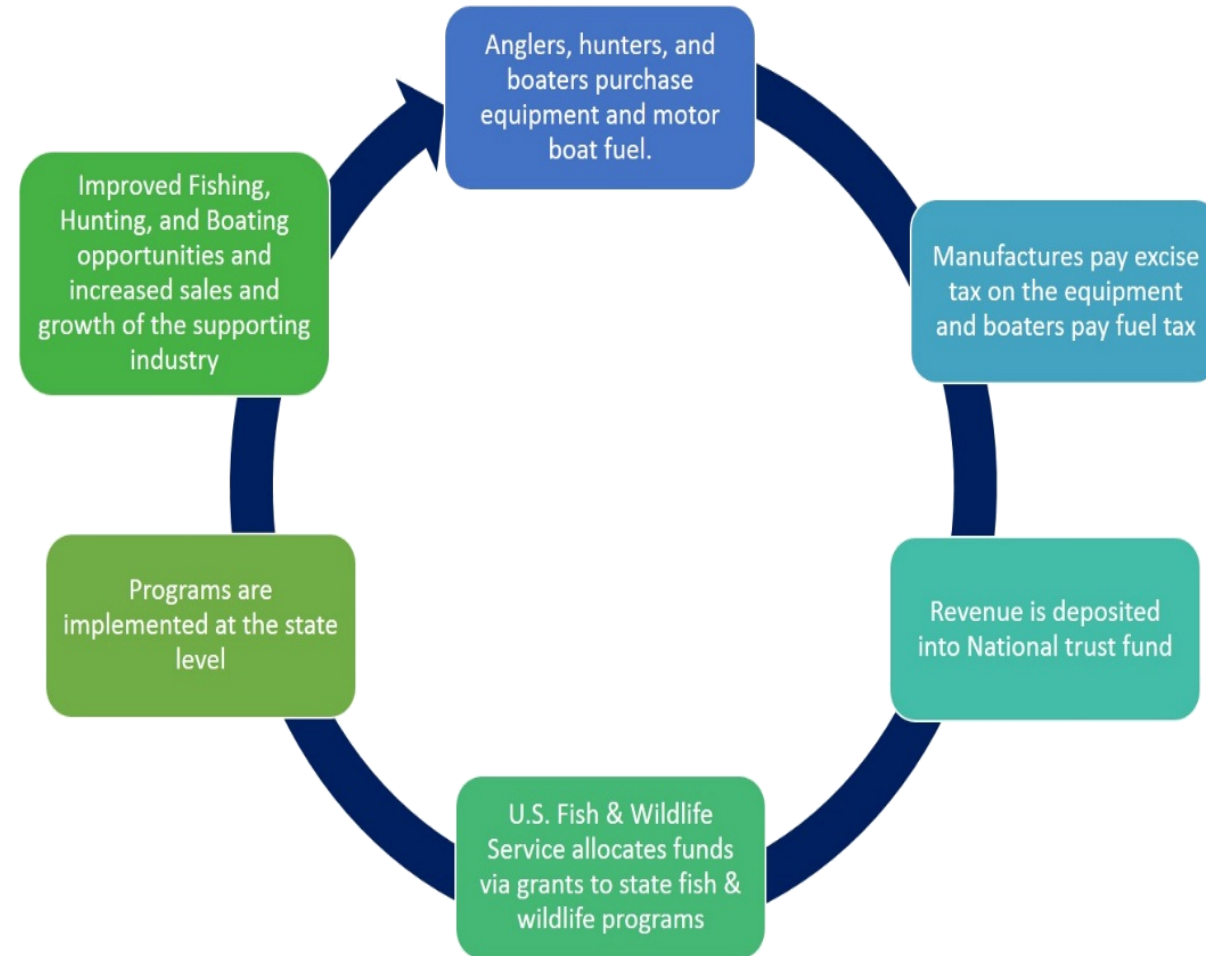 Anglers, hunters, and
boaters purchase
equipment and motor
boat fuel.
Manufactures pay excise
tax on the equipment
and boaters pay fuel tax
Revenue is deposited
into National trust fund
U.S. Fish & Wildlife
Service allocates funds
via grants to state fish &
wildlife programs
Programs are
implemented at the state
level
Improved Fishing,
Hunting, and Boating
opportunities and
increased sales and
growth of the supporting
industry